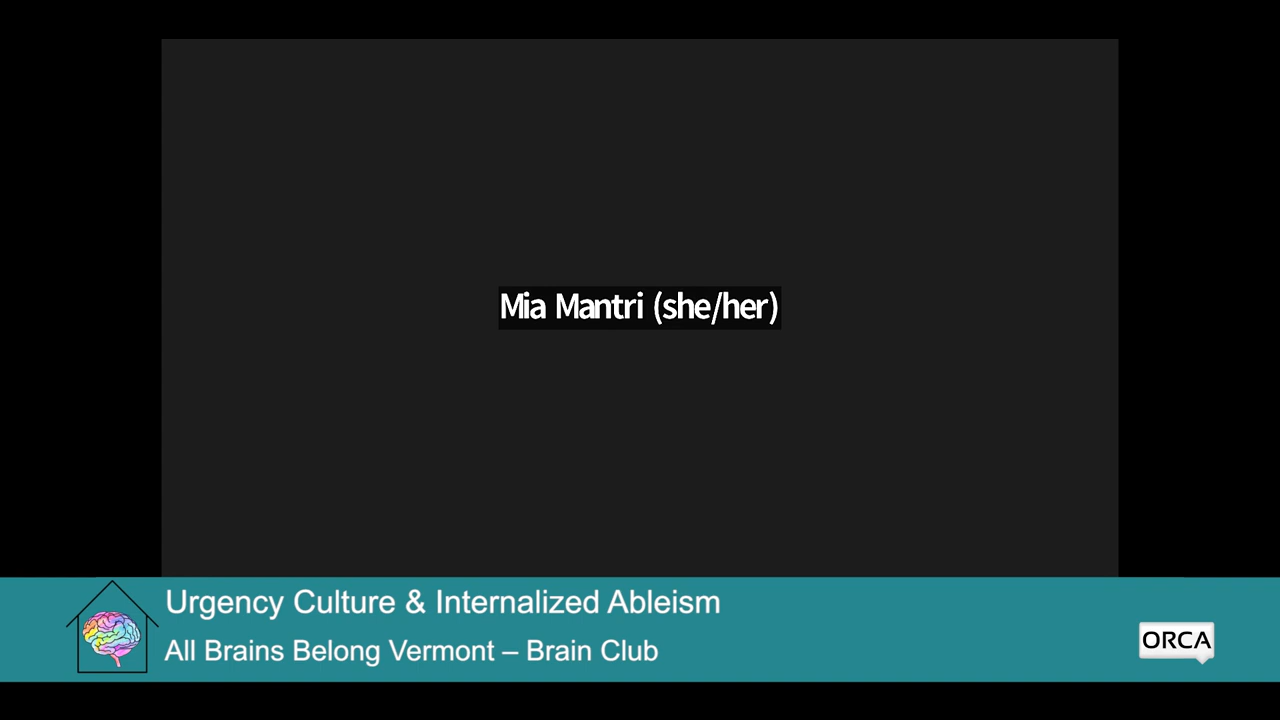 Mia Mantri (she/her)
Urgency Culture & Internalized Ableism
All Brains Belong Vermont – Brain Club
ORCA